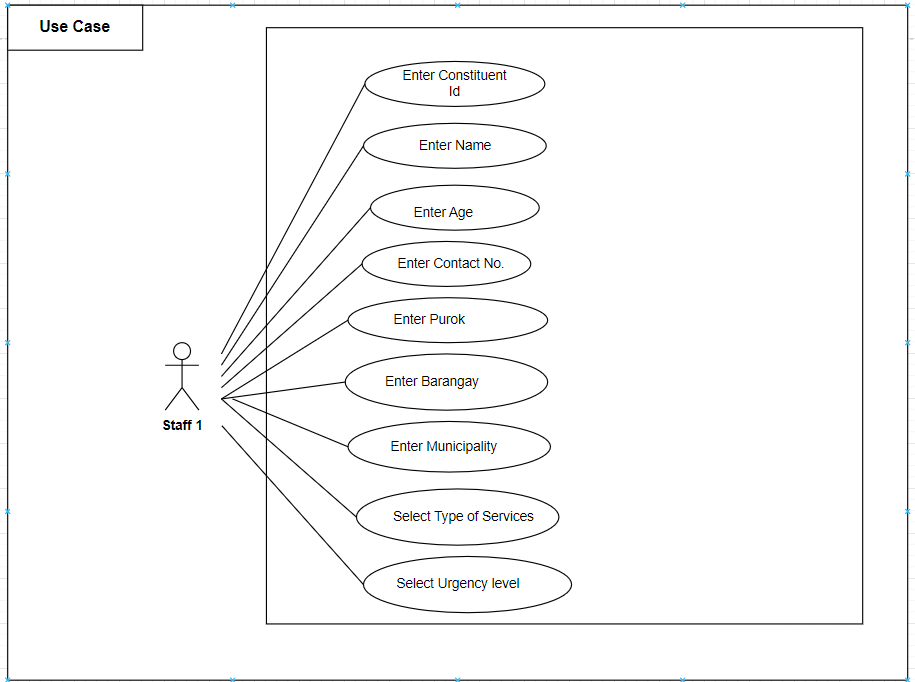 Use Case
Enter Constituent
Id
Enter Name
Enter Age
Enter Contact No.
Enter Purok
Enter Barangay
Staff 1
Enter Municipality
Select Type of Services
Select Urgency level